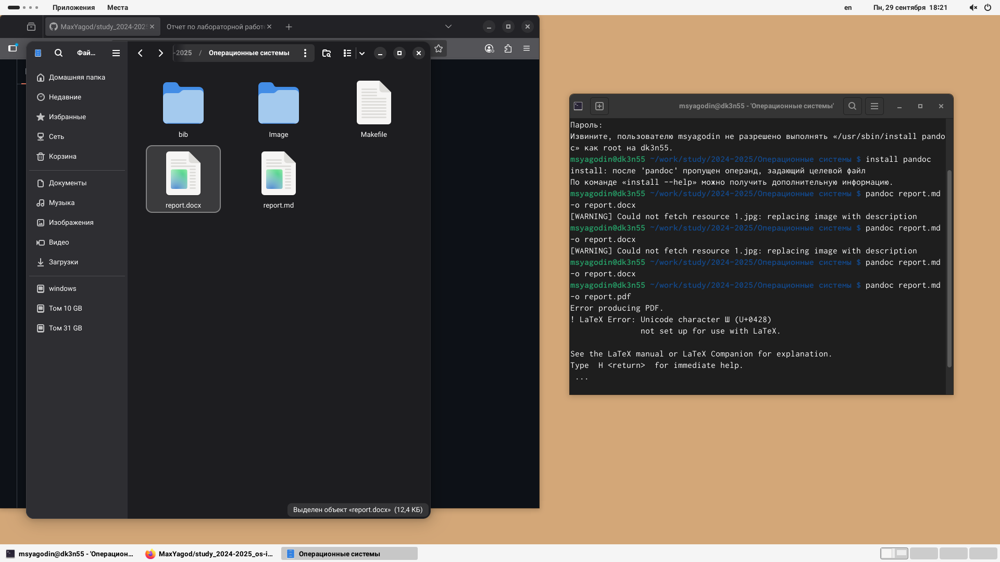 Приложения
Места
en
Пн, 29 сентября 18:21
MaxYagod/study_2024-202
Отчет по лабораторной работ
Фай...
-2025 / Операционные системы
Домашняя папка
Недавние
Избранные
Сеть
Корзина
Документы
Музыка
Изображения
Видео
Загрузки
windows
Том 10 GB
Том 31 GB
bib
Image
Makefile
report.docx
report.md
Выделен объект «report.docx» (12,4 КБ)
msyagodin@dk3n55 - 'Операционные системы'
Пароль:
Извините, пользователю msyagodin не разрешено выполнять «/usr/sbin/install pando
c» как root на dk3n55.
msyagodin@dk3n55 ~/work/study/2024-2025/Операционные системы $ install pandoc
install: после 'pandoc' пропущен операнд, задающий целевой файл
По команде «install --help» можно получить дополнительную информацию.
msyagodin@dk3n55 ~/work/study/2024-2025/Операционные системы $ pandoc report.md
-o report.docx
[WARNING] Could not fetch resource 1.jpg: replacing image with description
msyagodin@dk3n55 ~/work/study/2024-2025/Операционные системы $ pandoc report.md
-o report.docx
[WARNING] Could not fetch resource 1.jpg: replacing image with description
msyagodin@dk3n55 ~/work/study/2024-2025/Операционные системы $ pandoc report.md
-o report.docx
msyagodin@dk3n55 ~/work/study/2024-2025/Операционные системы $ pandoc report.md
-o report.pdf
Error producing PDF.
! LaTeX Error: Unicode character Ш (U+0428)
not set up for use with LaTeX.
See the LaTeX manual or LaTeX Companion for explanation.
Type  H <return>  for immediate help.
...
msyagodin@dk3n55 - 'Операцион...
MaxYagod/study_2024-2025_os-i...
Операционные системы